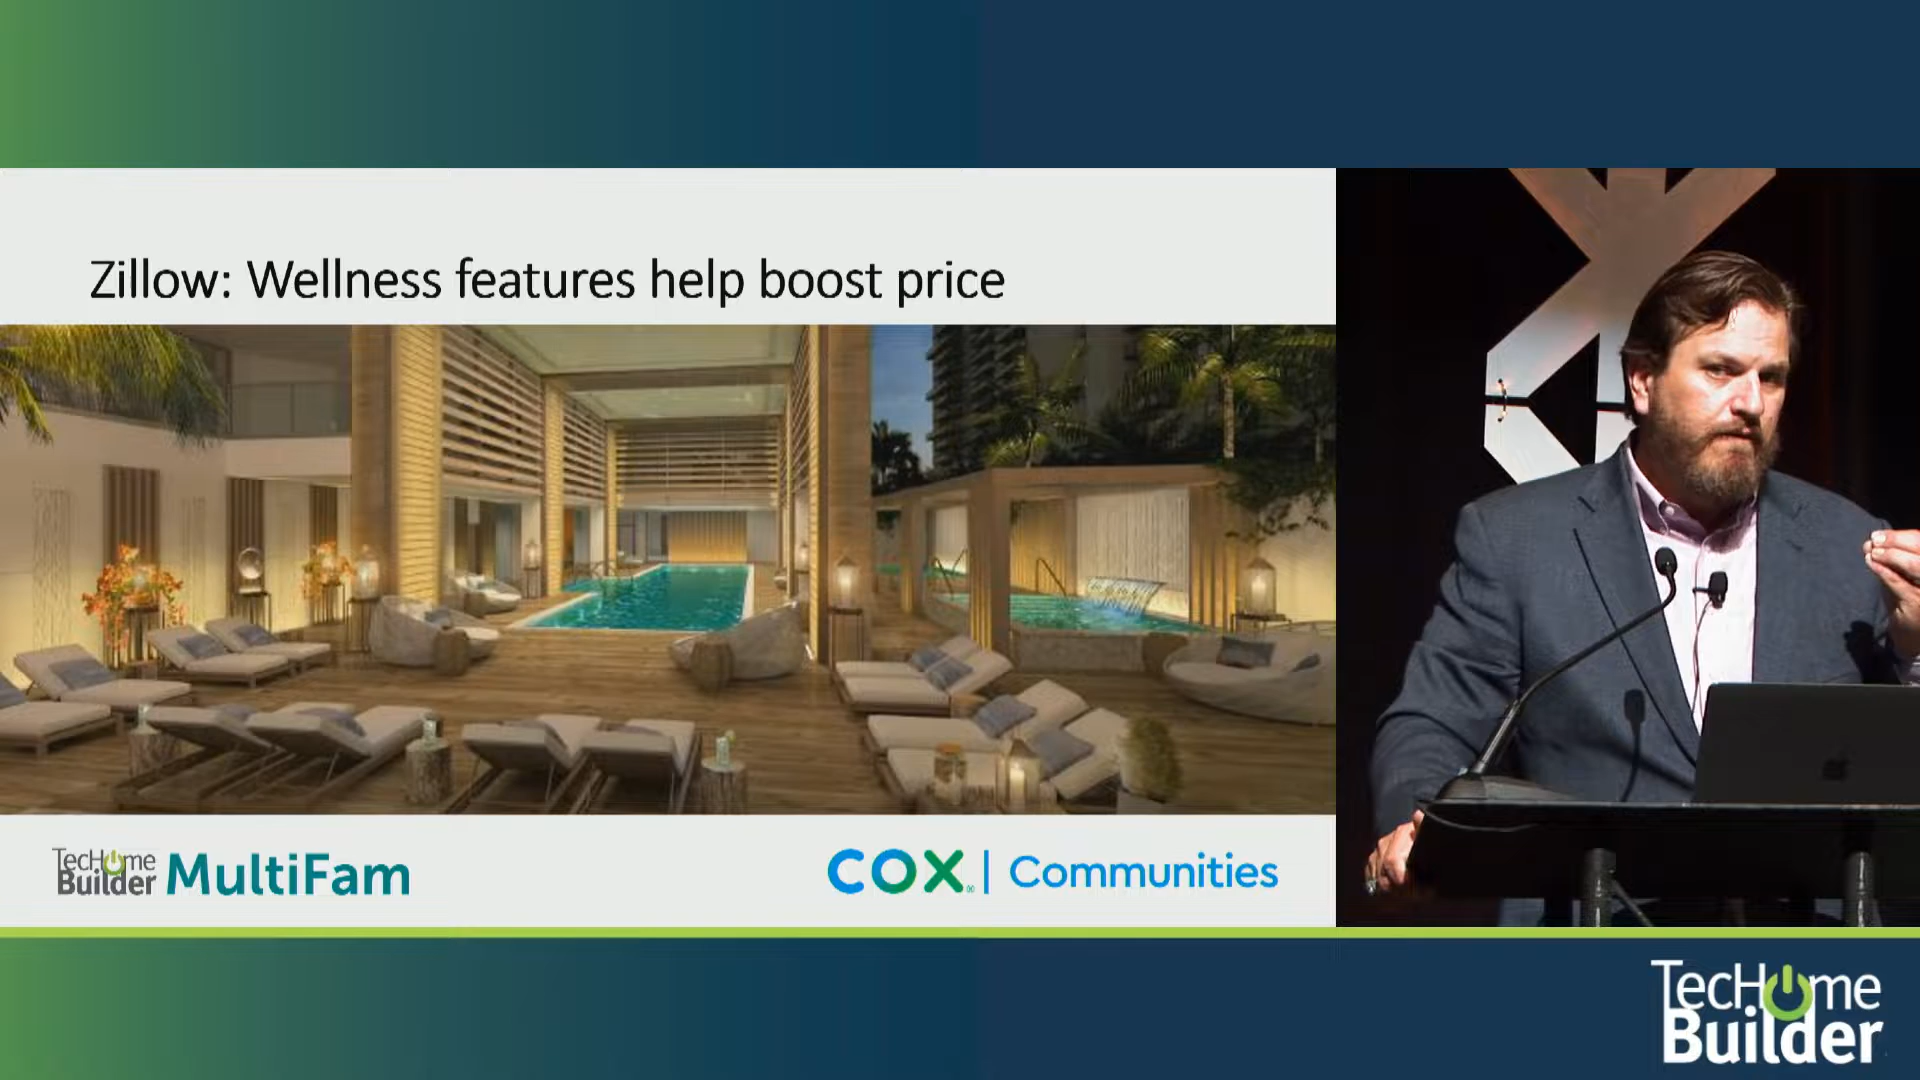 Zillow: Wellness features help boost price
TecHome
Builder MultiFam
COX® | Communities
TecHome
Builder